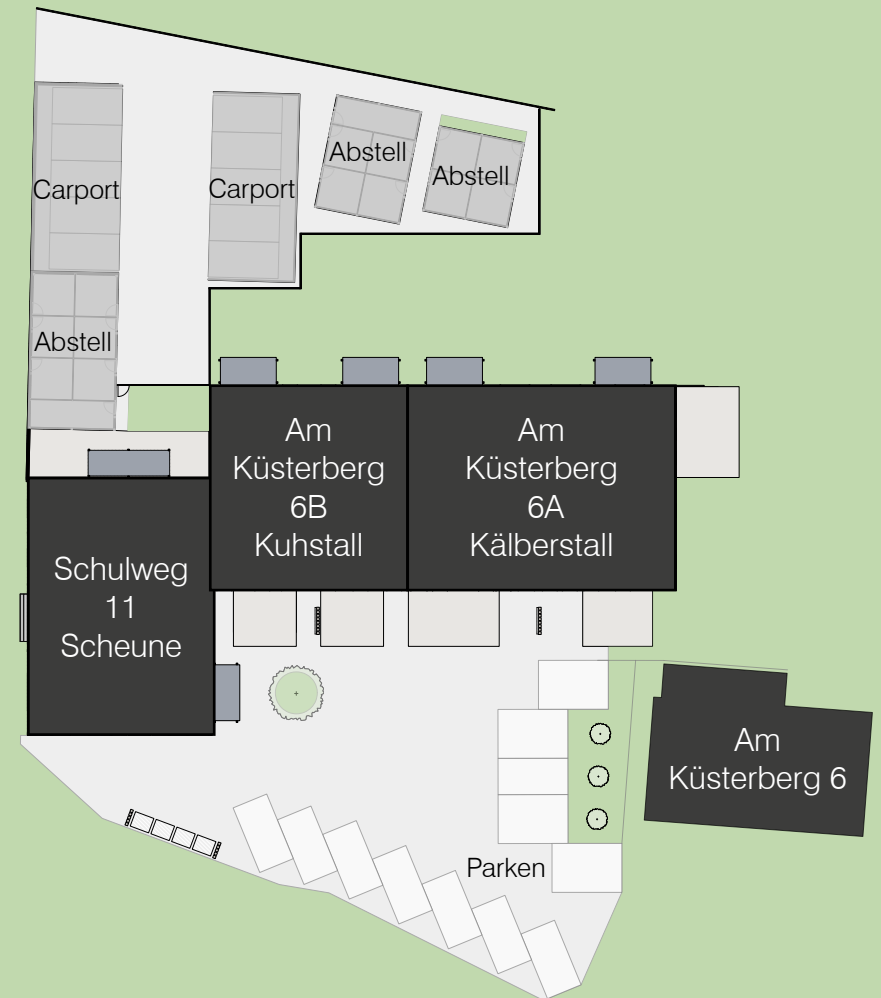 Carport
Carport
Abstell
Abstell
Abstell
Am
Küsterberg
6B
Kuhstall
Am
Küsterberg
6A
Kälberstall
Schulweg
11
Scheune
Am
Küsterberg 6
Parken